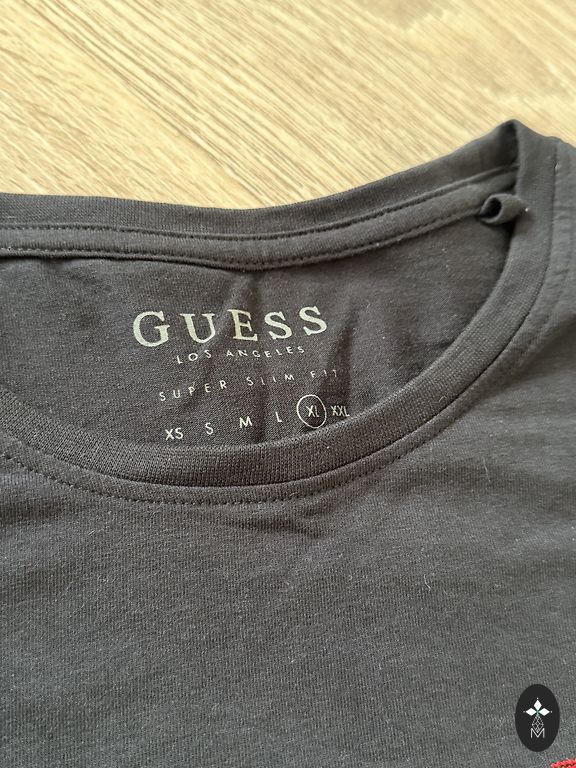 GUESS
LOS ANGELES
SUPER SLIM FIT
XS S M L XL XXL